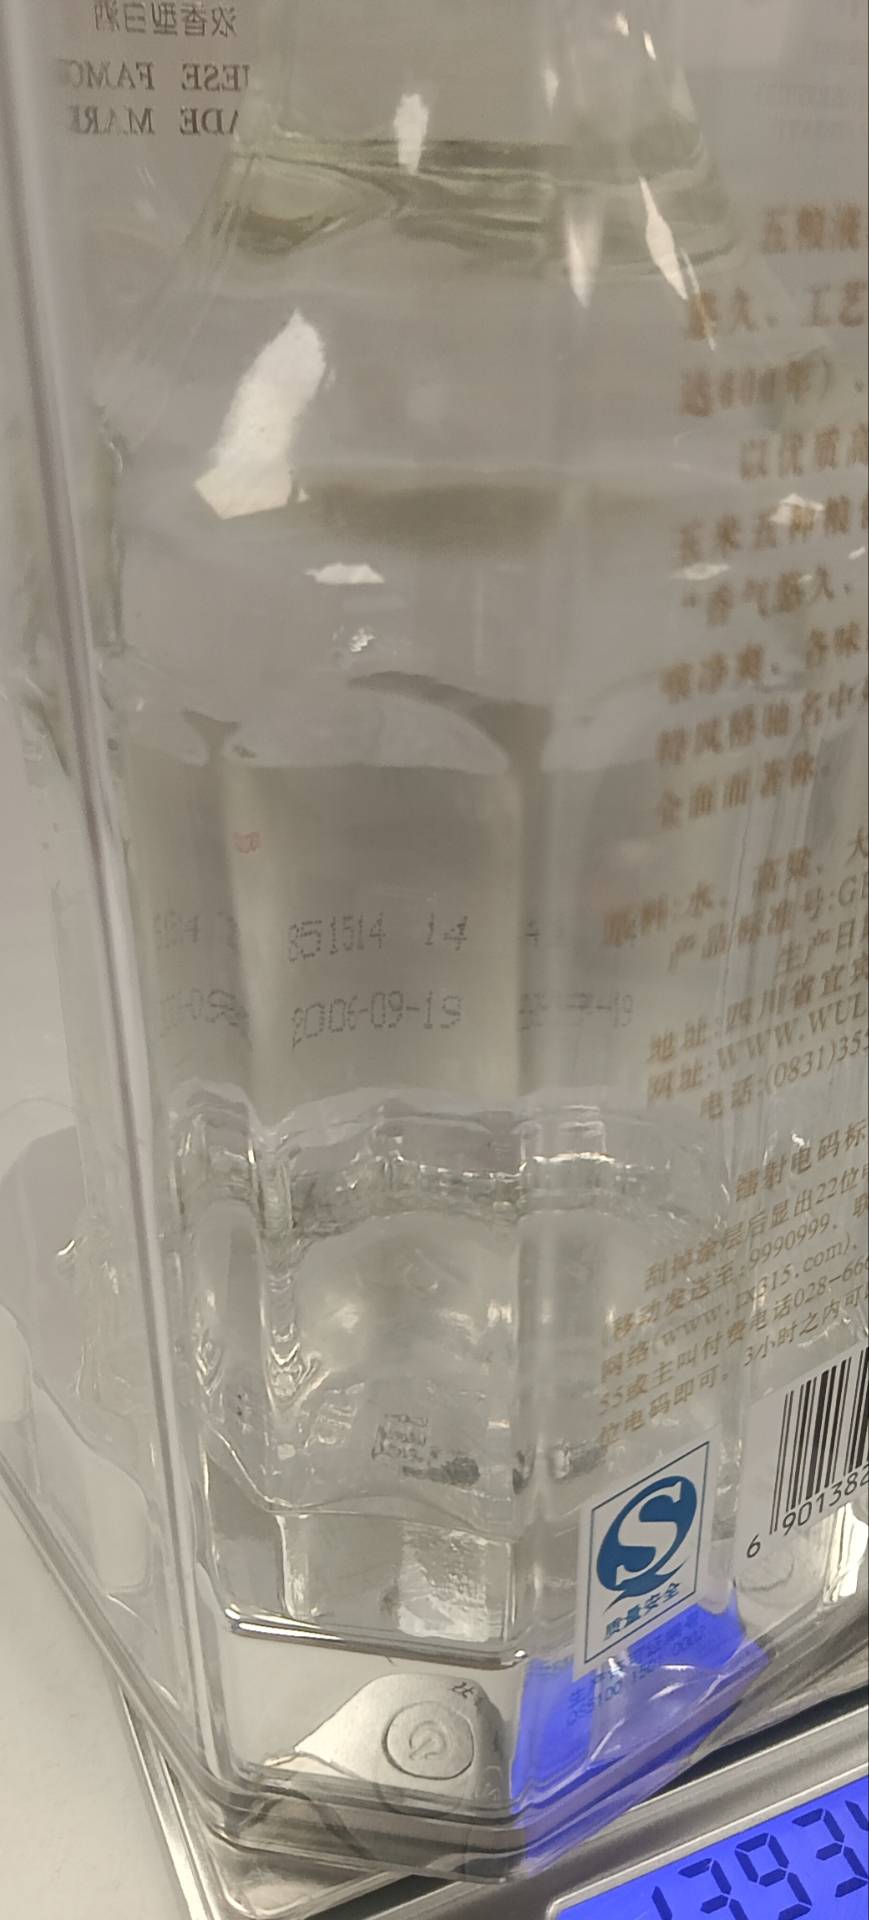 浓香型白酒
ESE FAMO
ADE MAR
五粮液
悠久、工艺
达600年)、
以优质高
玉米五种粮
"香气悠久、
喉净爽、各味
特风格驰名中
全面而著称。
851514 14
2006-09-19
原料:水、高粱、大
产品标准号:GB
生产日期
地址:四川省宜宾
网址:WWW.WUL
电话:(0831)355
镭射电码标
刮掉涂层后显出22位电
移动发送至:9990999、联
网络(www.tx315.com)、
55或主叫付费电话028-666
位电码即可。3小时之内可
质量安全
6 901382
1393